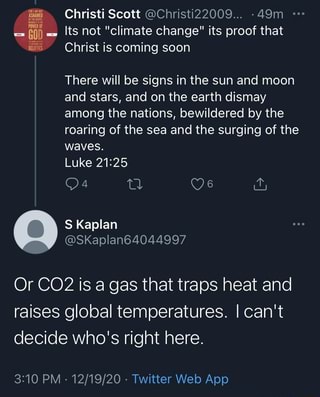 Christi Scott @Christi22009... · 49m ···
Its not "climate change" its proof that
Christ is coming soon
There will be signs in the sun and moon
and stars, and on the earth dismay
among the nations, bewildered by the
roaring of the sea and the surging of the
waves.
Luke 21:25
4 6
S Kaplan ···
@SKaplan64044997
Or CO2 is a gas that traps heat and
raises global temperatures. I can't
decide who's right here.
3:10 PM · 12/19/20 · Twitter Web App